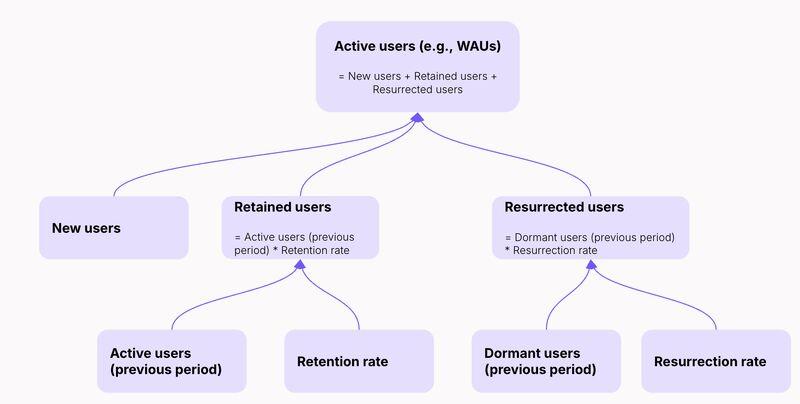 Active users (e.g., WAUs)
= New users + Retained users +
Resurrected users
New users
Retained users
= Active users (previous
period) * Retention rate
Resurrected users
= Dormant users (previous period)
* Resurrection rate
Active users
(previous period)
Retention rate
Dormant users
(previous period)
Resurrection rate